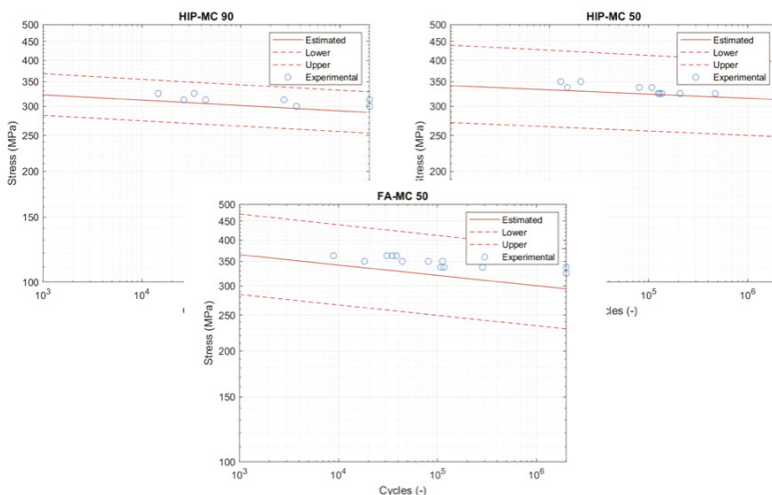 HIP-MC 90
500
450
400
350
300
250
200
150
100
Stress (MPa)
10³
10⁴
Estimated
Lower
Upper
Experimental
HIP-MC 50
500
450
400
350
300
250
200
Stress
10⁵
10⁶
cles (-)
Estimated
Lower
Upper
Experimental
FA-MC 50
500
450
400
350
300
250
200
150
100
Stress (MPa)
10³
10⁴
10⁵
10⁶
Cycles (-)
Estimated
Lower
Upper
Experimental